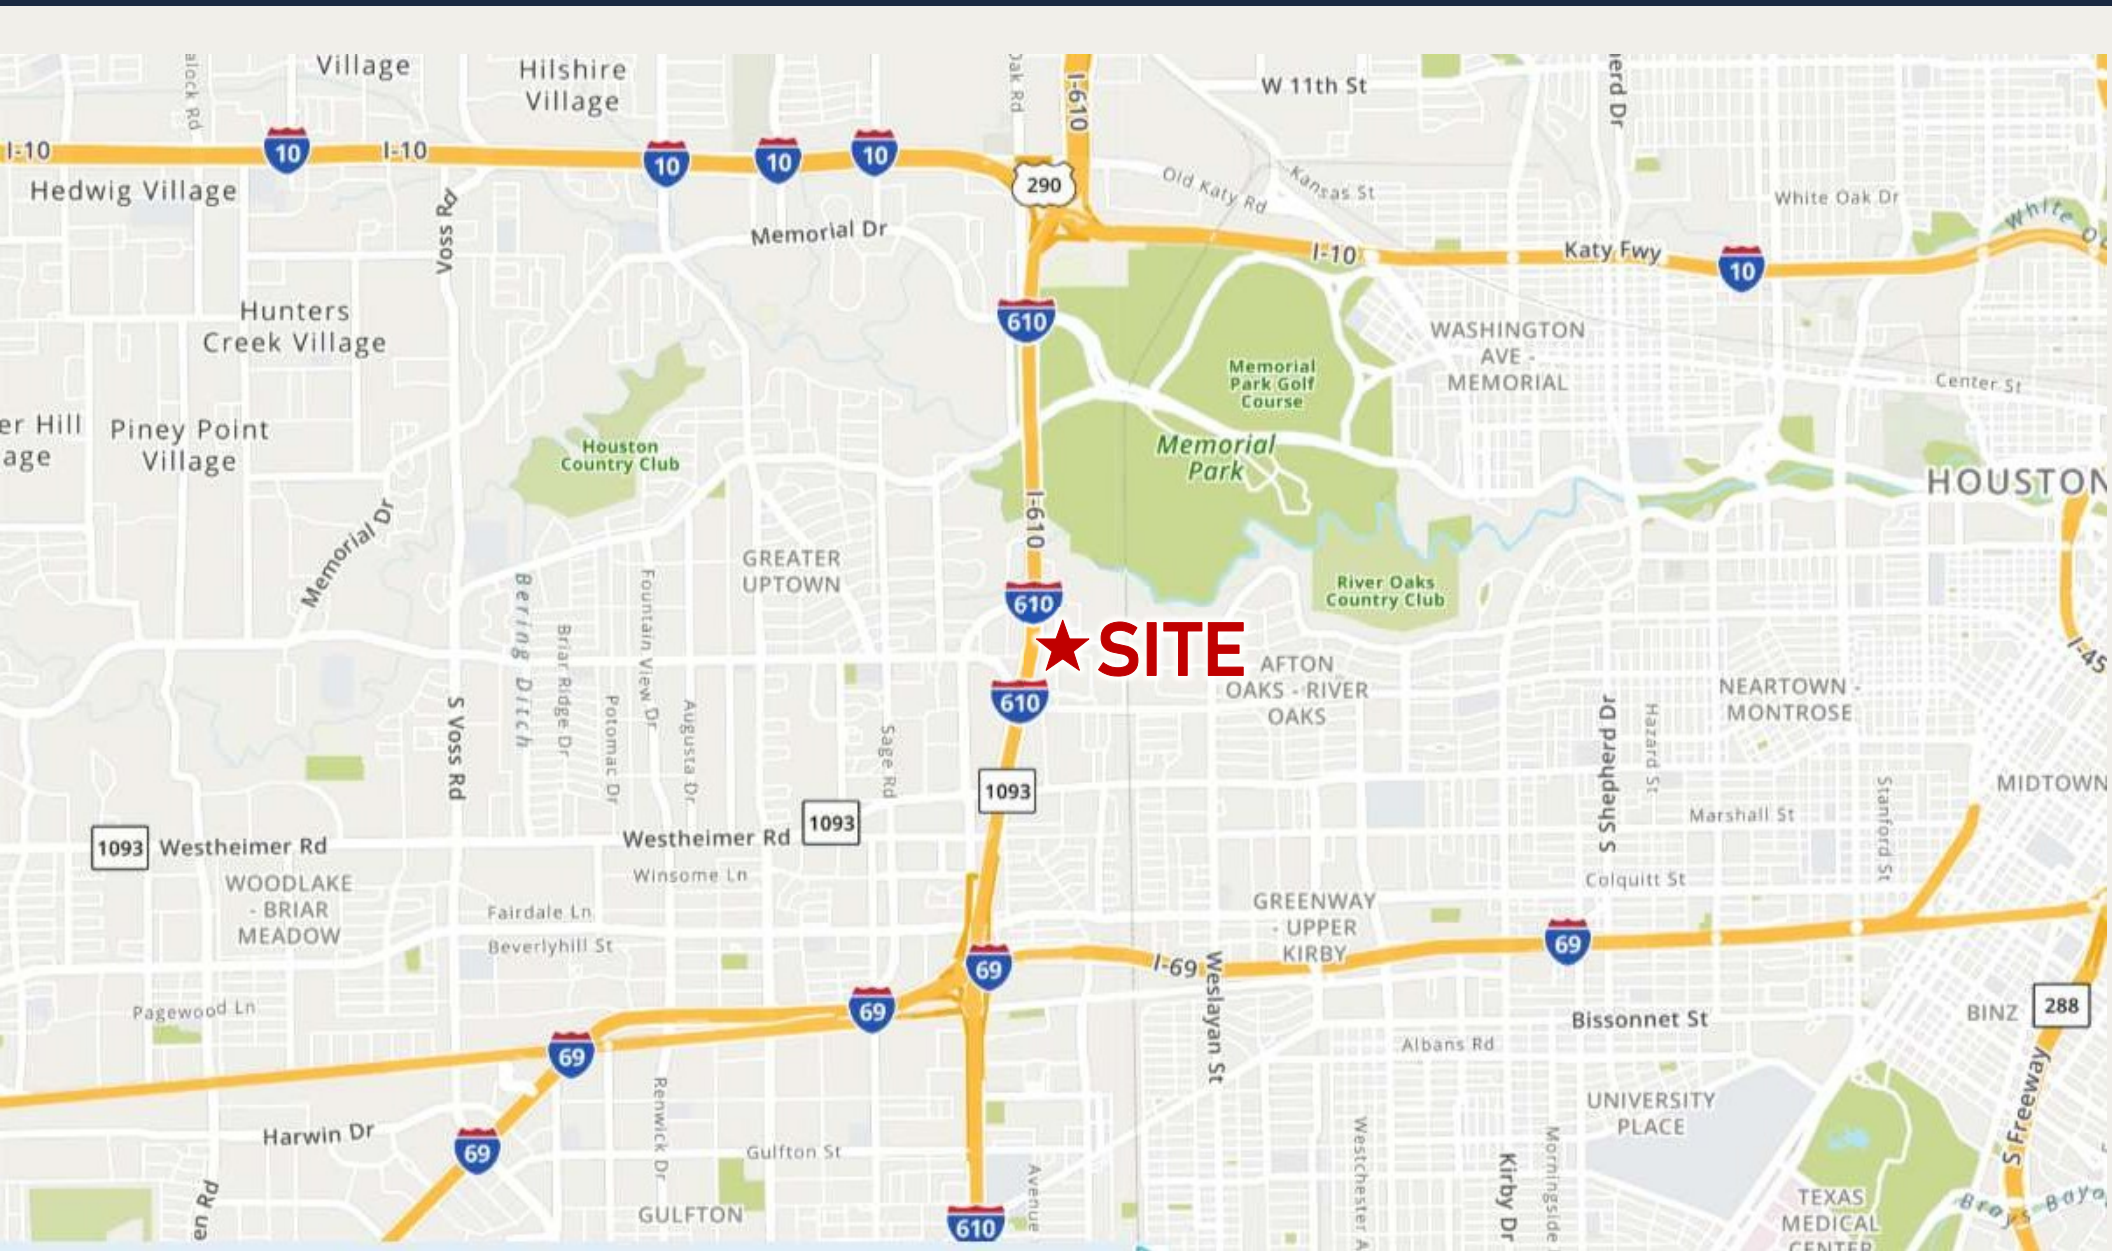 Village
Hilshire
Village
I-610
W 11th St
I-10
10
I-10
10
10
10
290
Old Katy Rd
Kansas St
Hedwig Village
White Oak Dr
Voss Rd
Memorial Dr
I-10
Katy Fwy
10
Hunters
Creek Village
610
WASHINGTON
AVE -
MEMORIAL
Memorial
Park Golf
Course
Center St
Piney Point
Village
Houston
Country Club
Memorial
Park
HOUSTON
I-610
Memorial Dr
GREATER
UPTOWN
Bering Ditch
Fountain View Dr
610
River Oaks
Country Club
Briar Ridge Dr
SITE
AFTON
OAKS - RIVER
OAKS
I-45
610
S Voss Rd
Potomac Dr
Augusta Dr
Sage Rd
S Shepherd Dr
Hazard St
NEARTOWN -
MONTROSE
1093
MIDTOWN
1093
Marshall St
Stanford St
1093
Westheimer Rd
Westheimer Rd
Winsome Ln
WOODLAKE
- BRIAR
MEADOW
Colquitt St
Fairdale Ln
Beverlyhill St
GREENWAY
- UPPER
KIRBY
69
69
I-69
Weslayan St
Pagewood Ln
69
Bissonnet St
BINZ
288
69
Albans Rd
Renwick Dr
UNIVERSITY
PLACE
S Freeway
Harwin Dr
69
Gulfton St
Avenue
Westchester A
Kirby Dr
Morningside
GULFTON
610
TEXAS
MEDICAL
CENTER
Brays Bayo